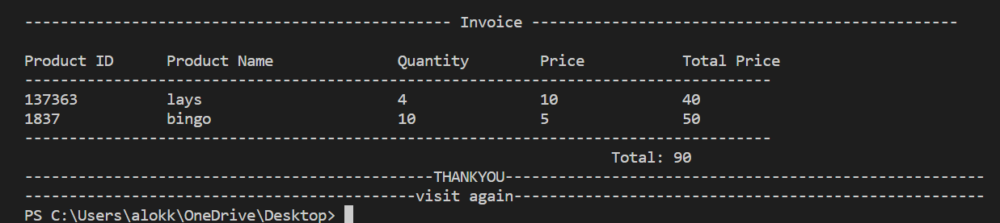 ------------------------------------------------ Invoice ------------------------------------------------
Product ID      Product Name              Quantity        Price           Total Price
------------------------------------------------------------------------------------
137363          lays                      4               10              40
1837            bingo                     10              5               50
------------------------------------------------------------------------------------
                                                                  Total: 90
----------------------------------------------THANKYOU------------------------------------------------------
--------------------------------------------visit again-----------------------------------------------------
PS C:\Users\alokk\OneDrive\Desktop>